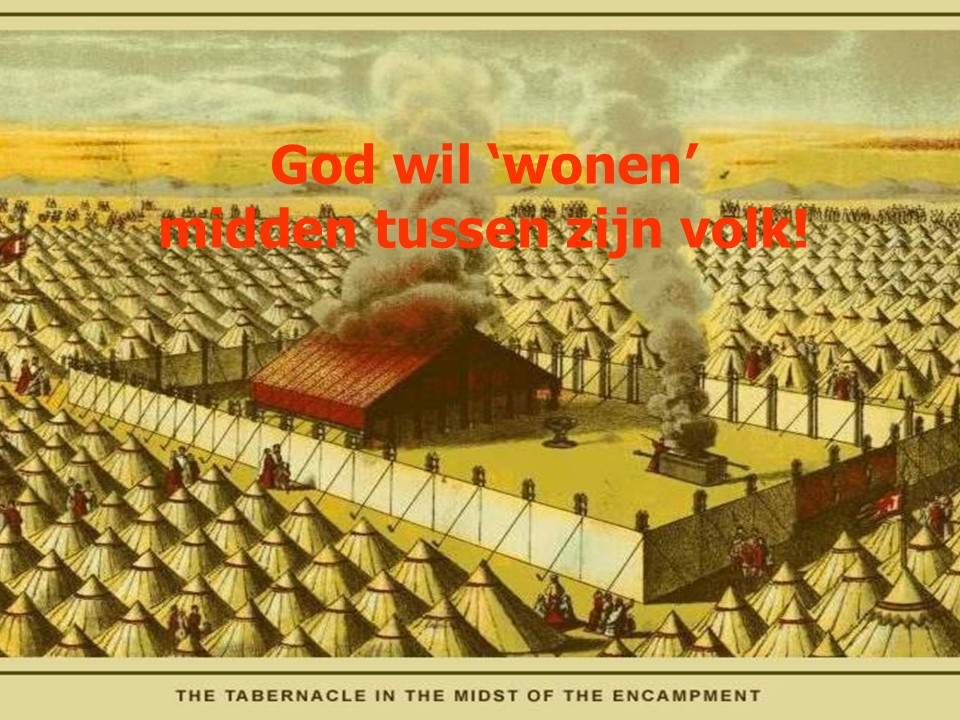 God wil ‘wonen’
midden tussen zijn volk!
THE TABERNACLE IN THE MIDST OF THE ENCAMPMENT